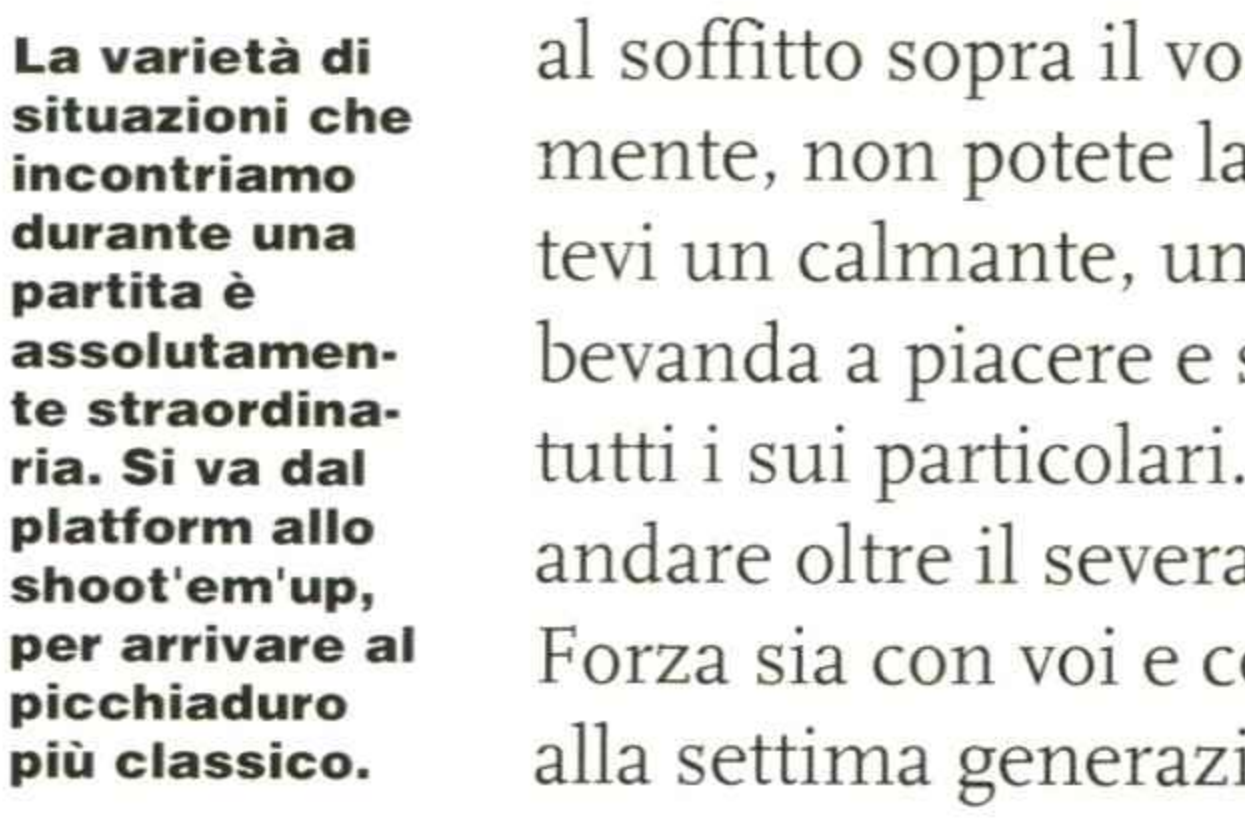 La varietà di
situazioni che
incontriamo
durante una
partita è
assolutamen-
te straordina-
ria. Si va dal
platform allo
shoot'em'up,
per arrivare al
picchiaduro
più classico.
al soffitto sopra il vo
mente, non potete la
tevi un calmante, un
bevanda a piacere e s
tutti i sui particolari.
andare oltre il severa
Forza sia con voi e co
alla settima generazi